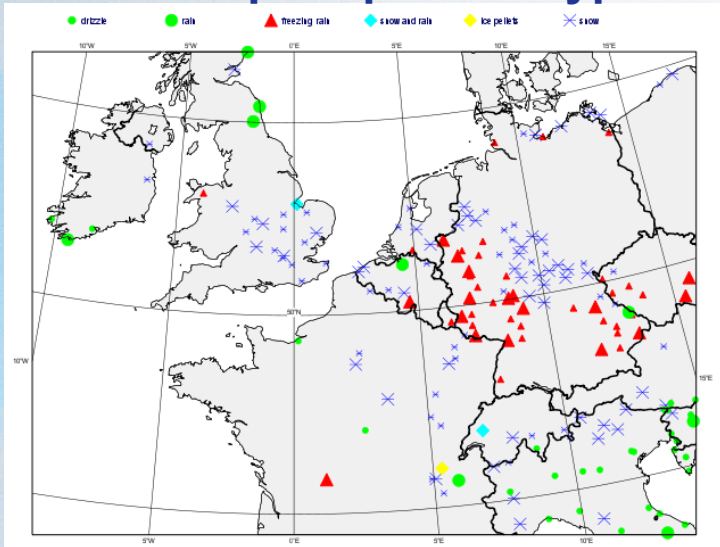 drizzle rain freezing rain snow and rain ice pellets snow
10°W 5°W 0°E 5°E 10°E 15°E
50°N
10°W
15°E
5°W 0°E 5°E 10°E